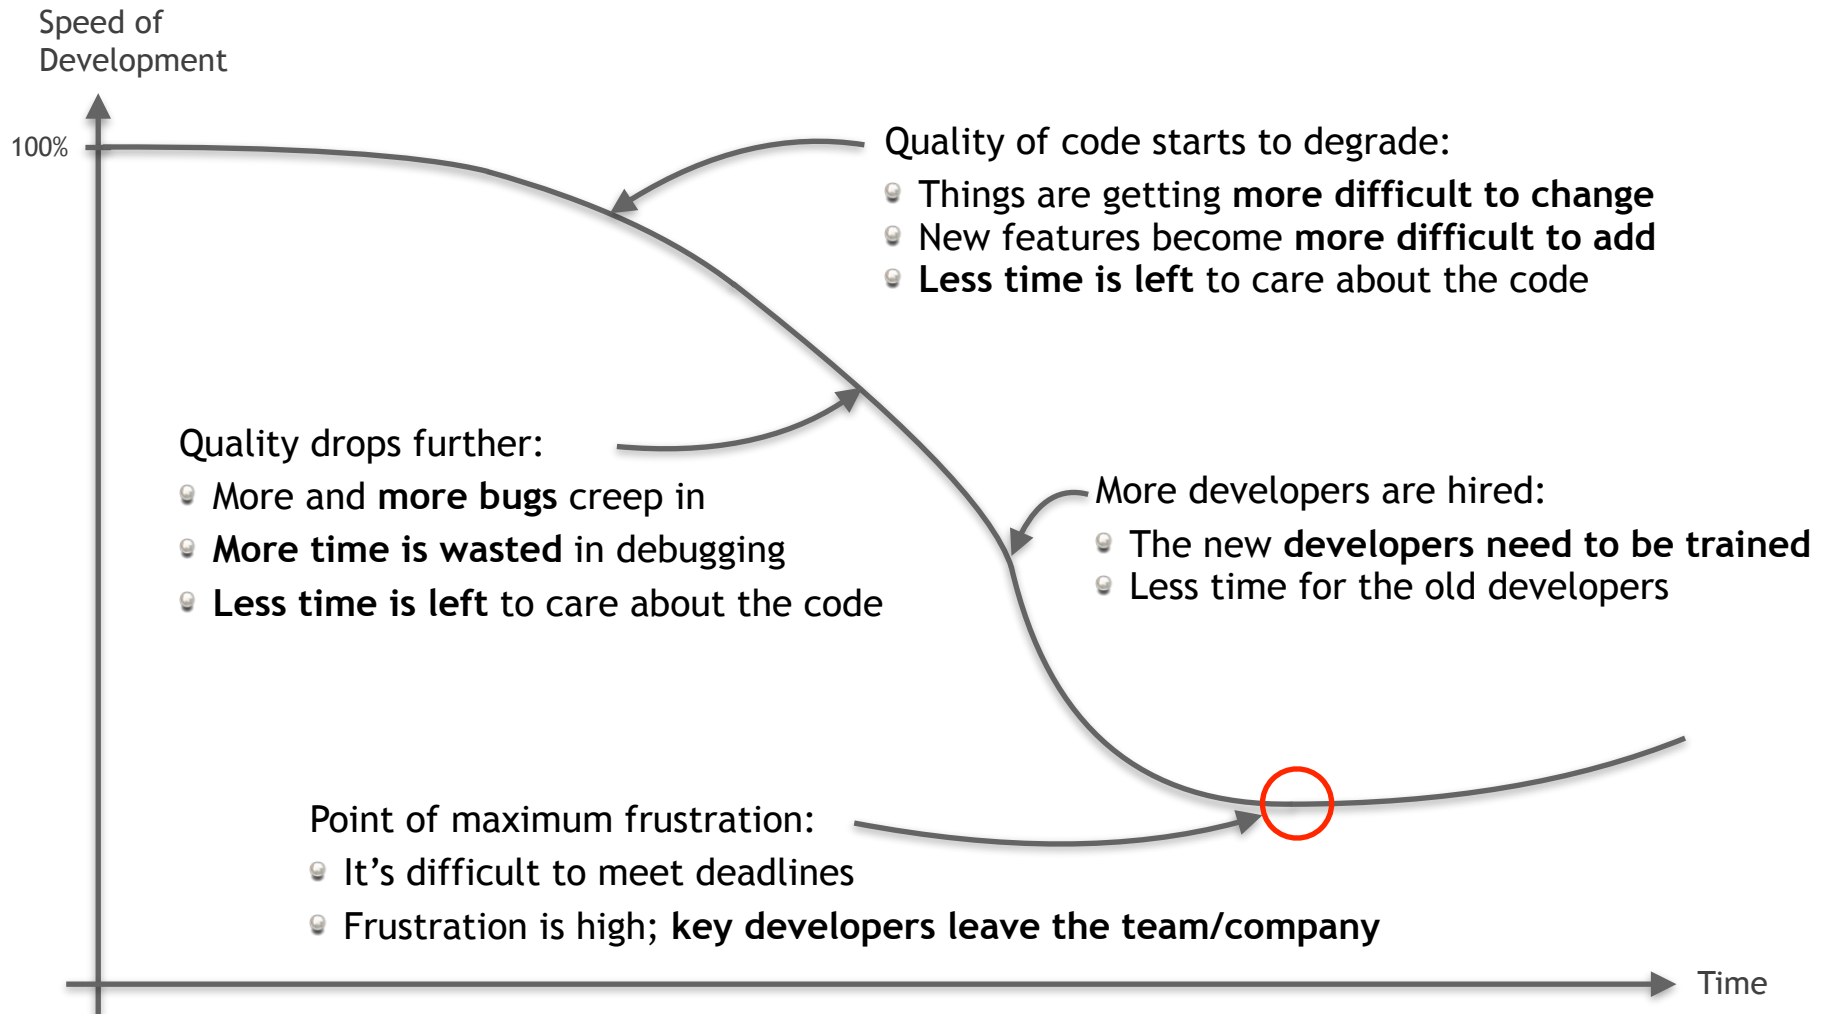 Speed of
Development
100%
Quality of code starts to degrade:
Things are getting more difficult to change
New features become more difficult to add
Less time is left to care about the code
Quality drops further:
More and more bugs creep in
More time is wasted in debugging
Less time is left to care about the code
More developers are hired:
The new developers need to be trained
Less time for the old developers
Point of maximum frustration:
It’s difficult to meet deadlines
Frustration is high; key developers leave the team/company
Time